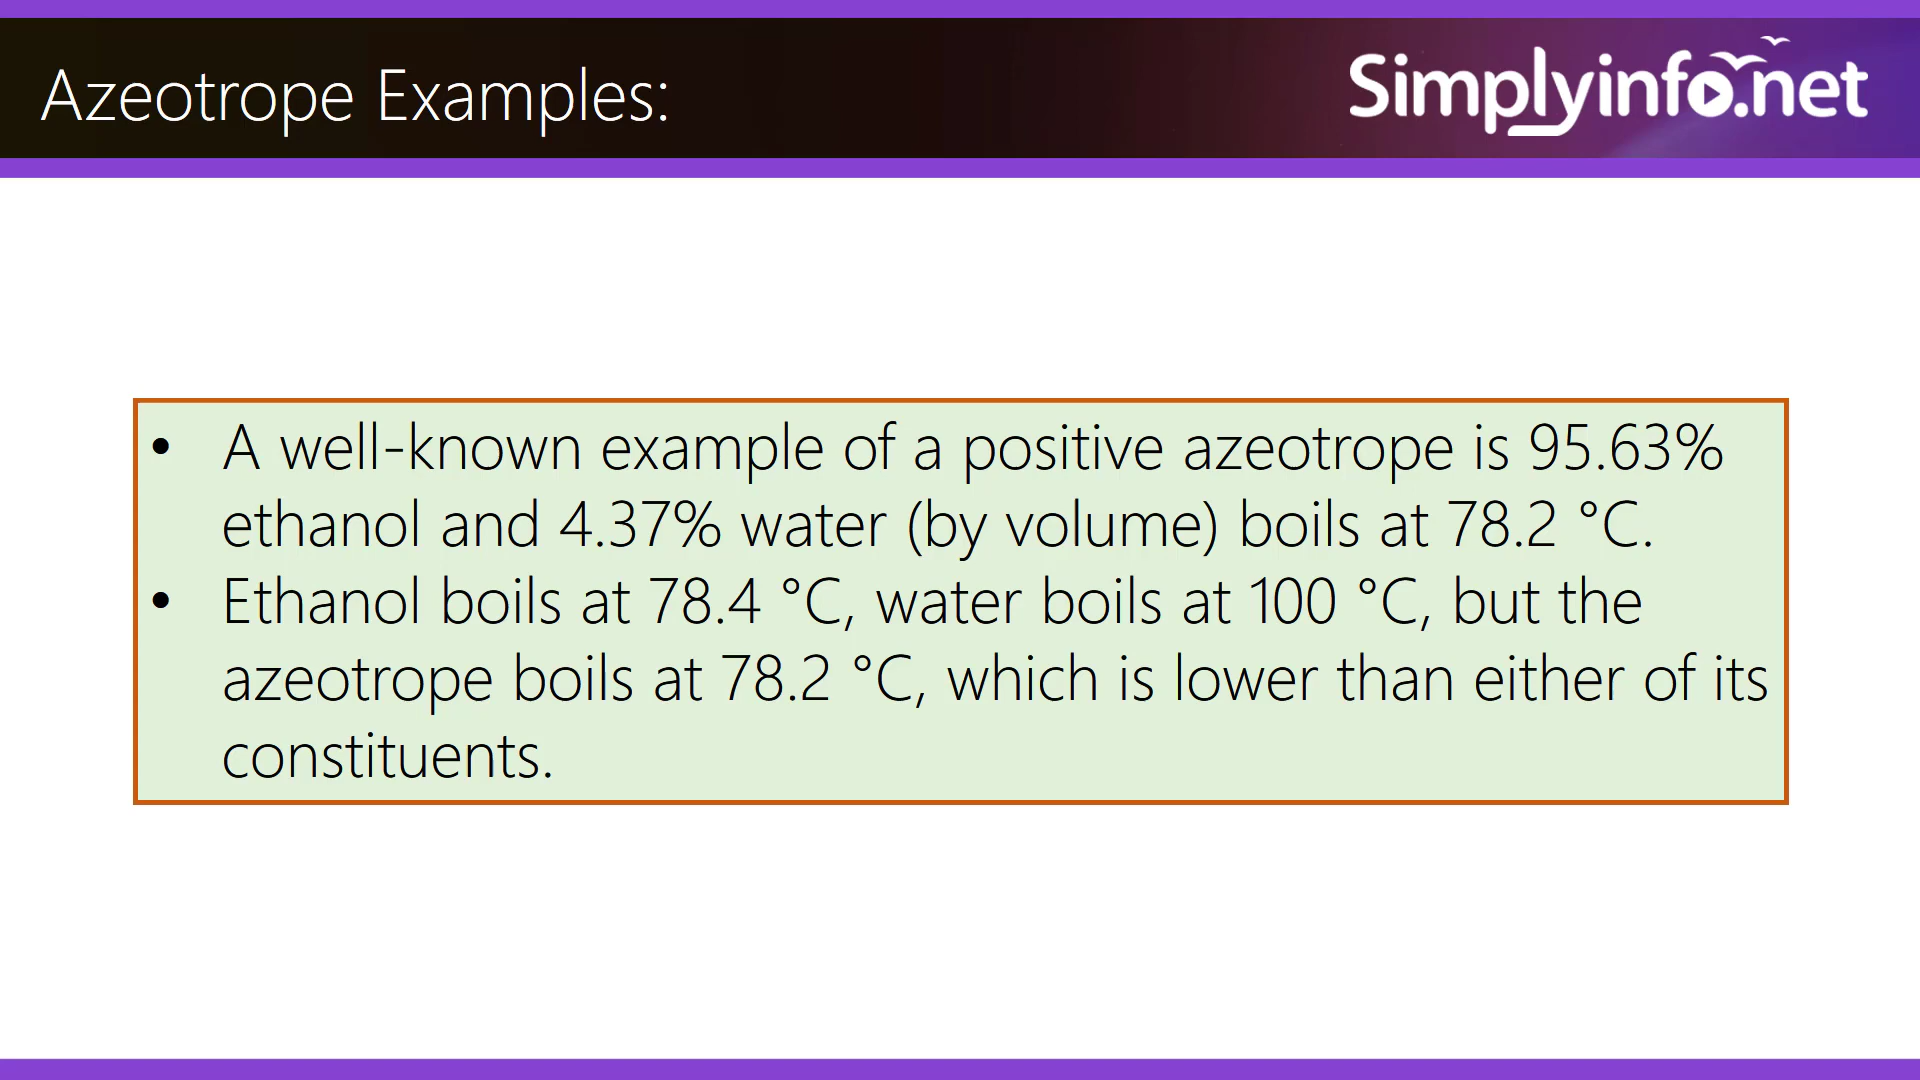 Azeotrope Examples:
Simplyinfo.net
• A well-known example of a positive azeotrope is 95.63%
ethanol and 4.37% water (by volume) boils at 78.2 °C.
• Ethanol boils at 78.4 °C, water boils at 100 °C, but the
azeotrope boils at 78.2 °C, which is lower than either of its
constituents.